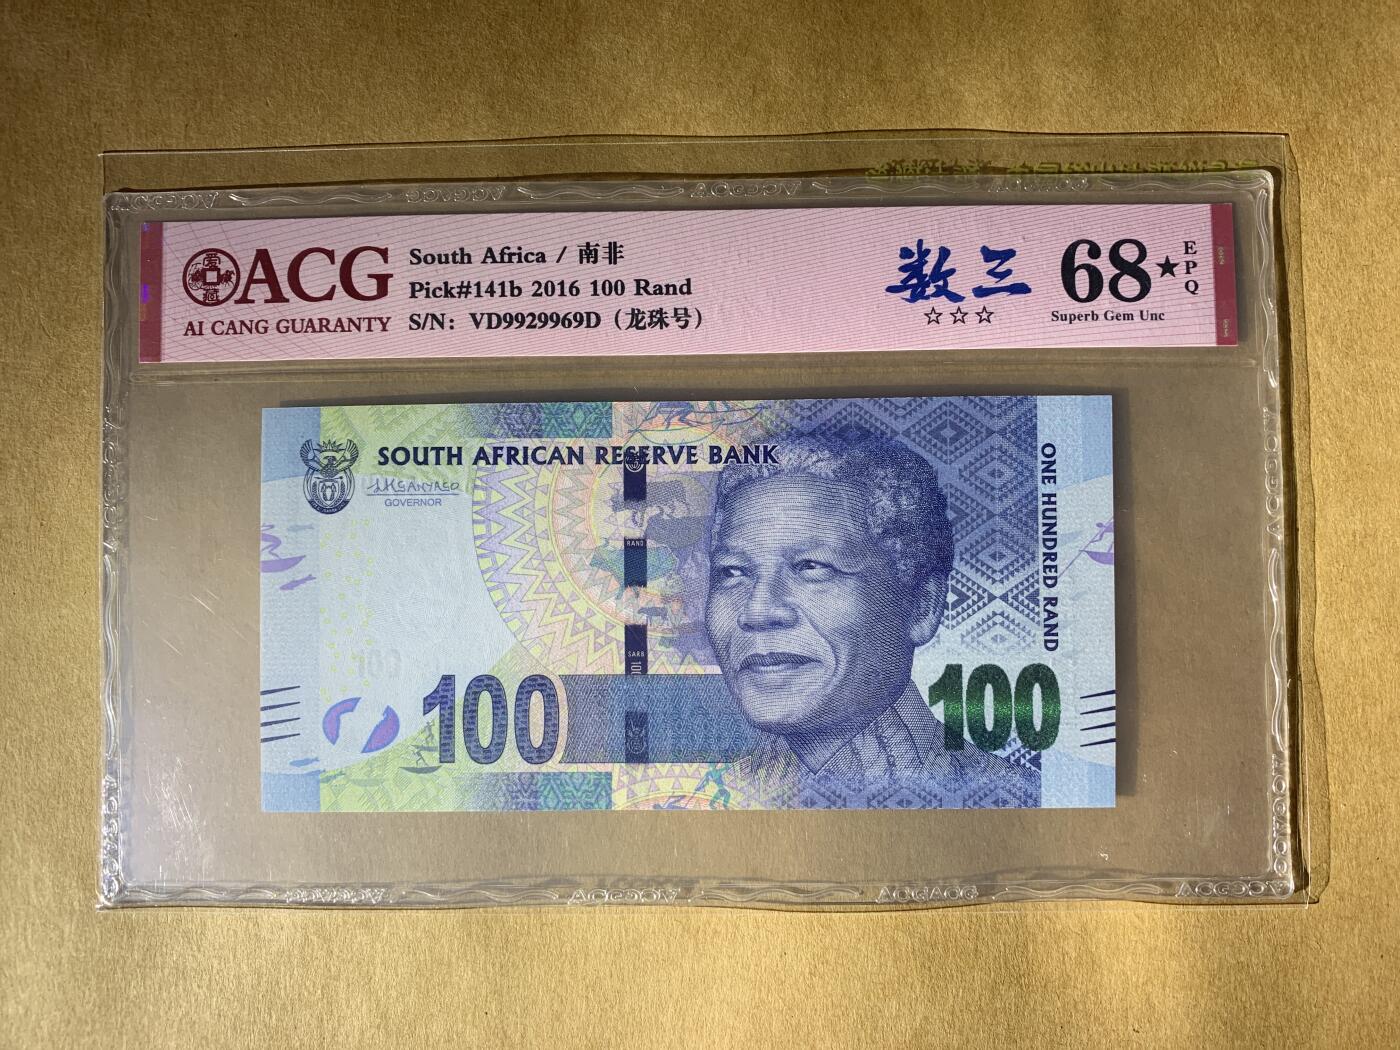 ACG
AI CANG GUARANTY
South Africa / 南非
Pick#141b 2016 100 Rand
S/N: VD9929969D（龙珠号）
数三
☆☆☆
68★
EPQ
Superb Gem Unc
SOUTH AFRICAN RESERVE BANK
GOVERNOR
RAND
SARB
100
100
ONE HUNDRED RAND